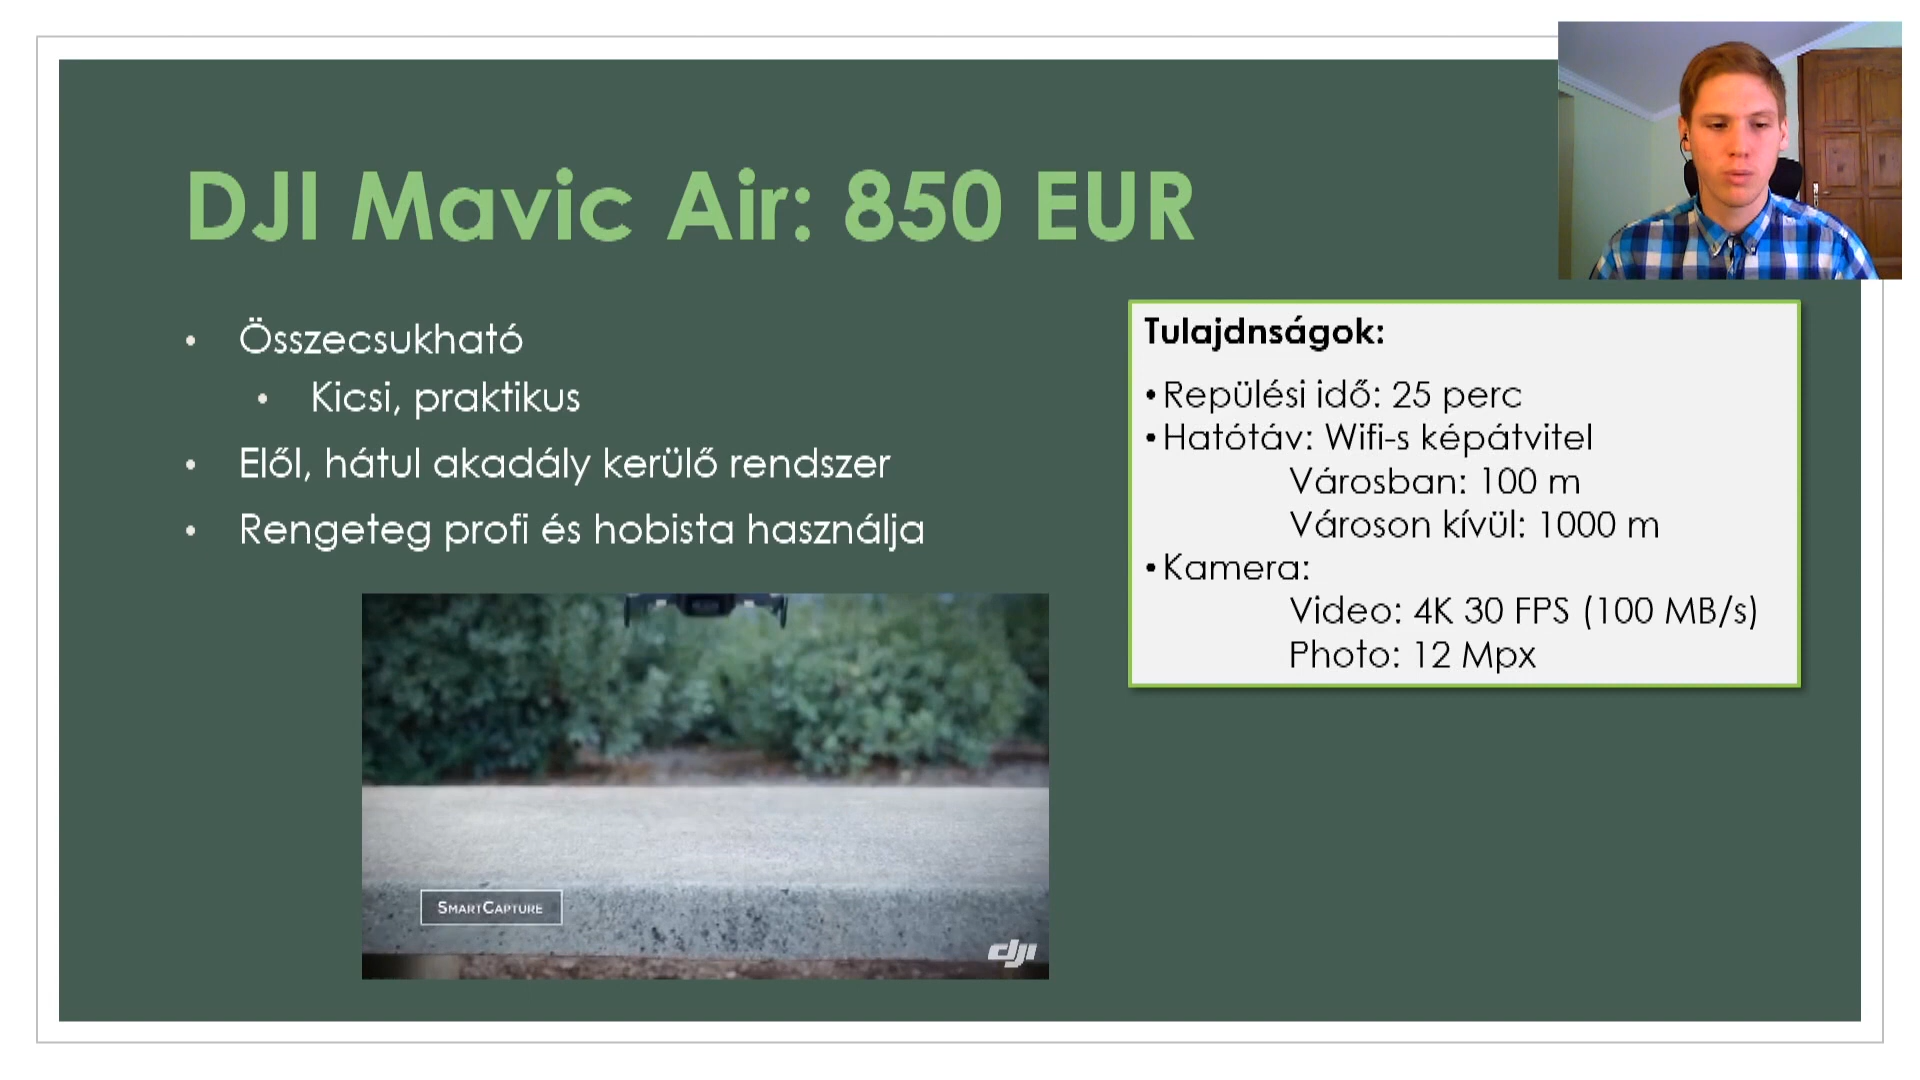 DJI Mavic Air: 850 EUR
• Összecsukható
• Kicsi, praktikus
• Elől, hátul akadály kerülő rendszer
• Rengeteg profi és hobista használja
SMARTCAPTURE
dji
Tulajdnságok:
• Repülési idő: 25 perc
• Hatótáv: Wifi-s képátvitel
Városban: 100 m
Városon kívül: 1000 m
• Kamera:
Video: 4K 30 FPS (100 MB/s)
Photo: 12 Mpx